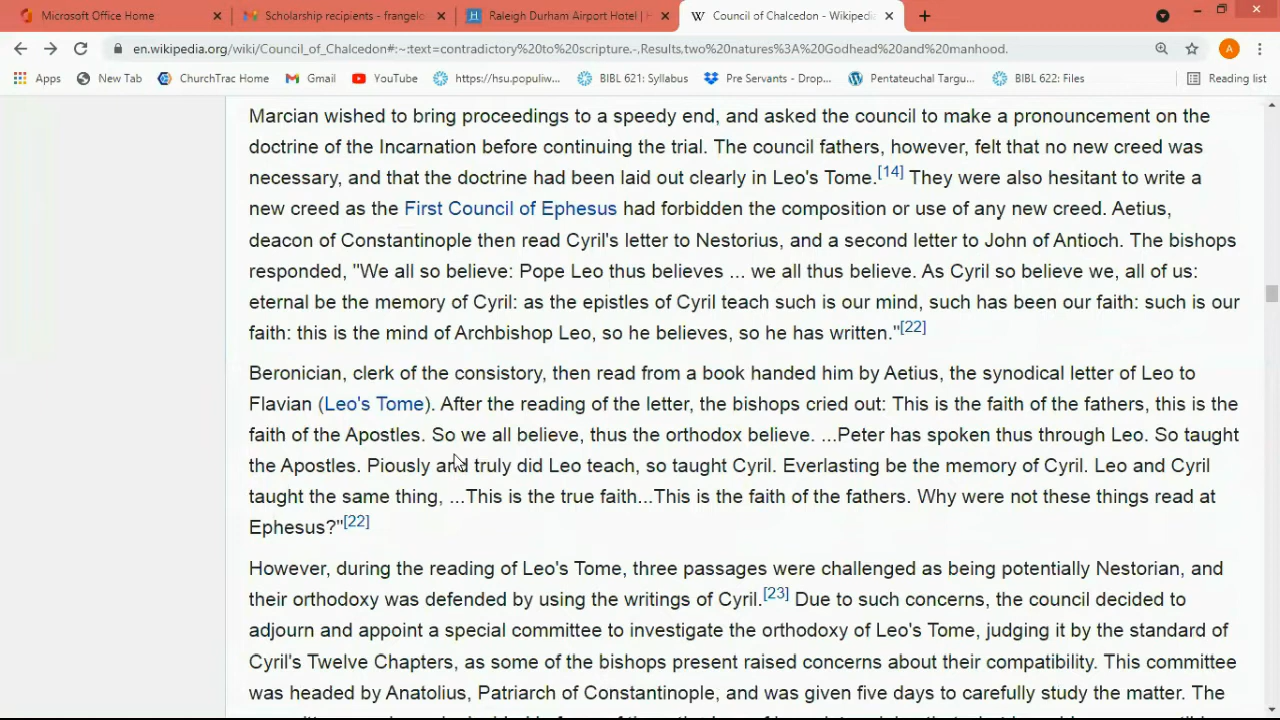 Microsoft Office Home
Scholarship recipients - frangelo
Raleigh Durham Airport Hotel | H
Council of Chalcedon - Wikipedi
en.wikipedia.org/wiki/Council_of_Chalcedon#:~:text=contradictory%20to%20scripture.-,Results,two%20natures%3A%20Godhead%20and%20manhood.
A
Apps
New Tab
ChurchTrac Home
Gmail
YouTube
https://hsu.populiw...
BIBL 621: Syllabus
Pre Servants - Drop...
Pentateuchal Targu...
BIBL 622: Files
Reading list
Marcian wished to bring proceedings to a speedy end, and asked the council to make a pronouncement on the
doctrine of the Incarnation before continuing the trial. The council fathers, however, felt that no new creed was
necessary, and that the doctrine had been laid out clearly in Leo's Tome.[14] They were also hesitant to write a
new creed as the First Council of Ephesus had forbidden the composition or use of any new creed. Aetius,
deacon of Constantinople then read Cyril's letter to Nestorius, and a second letter to John of Antioch. The bishops
responded, "We all so believe: Pope Leo thus believes ... we all thus believe. As Cyril so believe we, all of us:
eternal be the memory of Cyril: as the epistles of Cyril teach such is our mind, such has been our faith: such is our
faith: this is the mind of Archbishop Leo, so he believes, so he has written."[22]
Beronician, clerk of the consistory, then read from a book handed him by Aetius, the synodical letter of Leo to
Flavian (Leo's Tome). After the reading of the letter, the bishops cried out: This is the faith of the fathers, this is the
faith of the Apostles. So we all believe, thus the orthodox believe. ...Peter has spoken thus through Leo. So taught
the Apostles. Piously and truly did Leo teach, so taught Cyril. Everlasting be the memory of Cyril. Leo and Cyril
taught the same thing, ...This is the true faith...This is the faith of the fathers. Why were not these things read at
Ephesus?"[22]
However, during the reading of Leo's Tome, three passages were challenged as being potentially Nestorian, and
their orthodoxy was defended by using the writings of Cyril.[23] Due to such concerns, the council decided to
adjourn and appoint a special committee to investigate the orthodoxy of Leo's Tome, judging it by the standard of
Cyril's Twelve Chapters, as some of the bishops present raised concerns about their compatibility. This committee
was headed by Anatolius, Patriarch of Constantinople, and was given five days to carefully study the matter. The